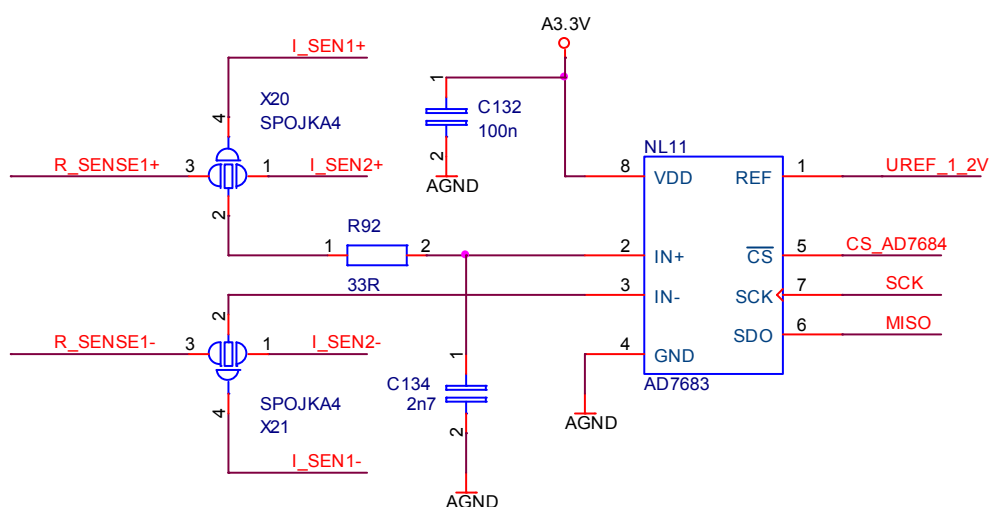 A3.3V
I_SEN1+
X20
SPOJKA4
4
R_SENSE1+
3
1
I_SEN2+
2
1
C132
100n
2
AGND
NL11
8
VDD
REF
1
UREF_1_2V
R92
1
2
33R
2
IN+
CS
5
CS_AD7684
3
IN-
SCK
7
SCK
SDO
6
MISO
4
GND
AD7683
AGND
2
R_SENSE1-
3
1
I_SEN2-
4
SPOJKA4
X21
I_SEN1-
1
C134
2n7
2
AGND